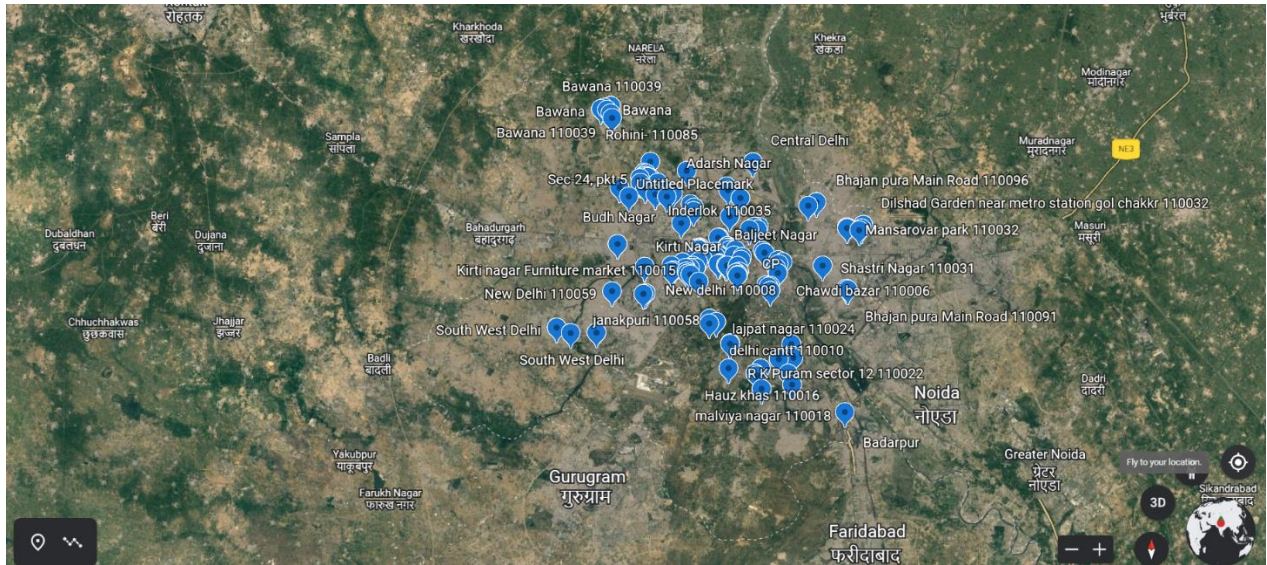 रोहतक
Kharkhoda
खरखौदा
NARELA
नरेला
Khekra
खेकड़ा
Modinagar
मोदीनगर
Bawana 110039
Bawana
Bawana
Bawana 110039
Rohini- 110085
Central Delhi
Sampla
सांपला
Muradnagar
मुरादनगर
NE3
Adarsh Nagar
Sec-24, pkt 5
Untitled Placemark
Bhajan pura Main Road 110096
Budh Nagar
Inderlok 110035
Dilshad Garden near metro station gol chakkr 110032
Beri
बेरी
Dubaldhan
दुबलधन
Dujana
दुजाना
Bahadurgarh
बहादुरगढ़
Baljeet Nagar
Mansarovar park 110032
Masuri
मसूरी
Kirti Nagar
Kirti nagar Furniture market 110015
CP
Shastri Nagar 110031
New Delhi 110059
New delhi 110008
Chawdi bazar 110006
Chhuchhakwas
छुछकवास
Jhajjar
झज्जर
South West Delhi
janakpuri 110058
lajpat nagar 110024
Bhajan pura Main Road 110091
Badli
बादली
South West Delhi
delhi cantt 110010
R K Puram sector 12 110022
Dadri
दादरी
Hauz khas 110016
Noida
नोएडा
malviya nagar 110018
Badarpur
Yakubpur
याकूबपुर
Gurugram
गुरुग्राम
Farukh Nagar
फारुख नगर
Greater Noida
ग्रेटर
नोएडा
Fly to your location.
Sikandrabad
3D
Faridabad
फरीदाबाद